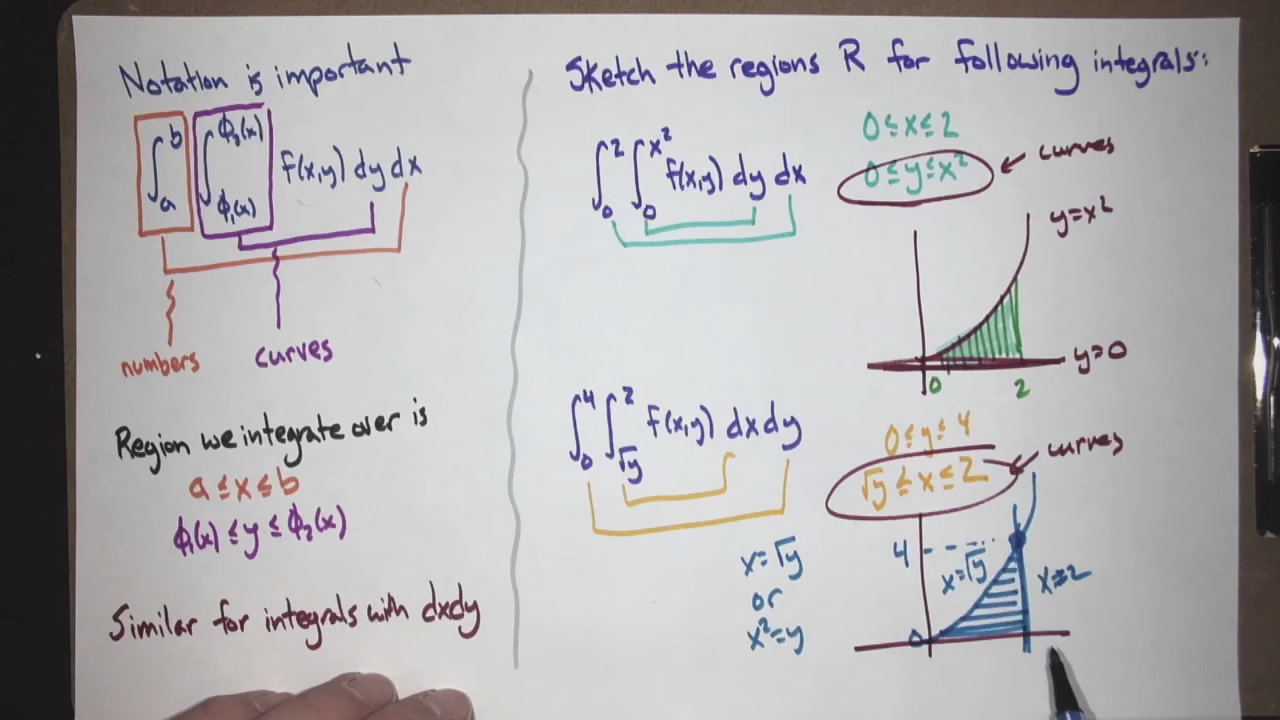 Notation is important
∫_a^b ∫_{ϕ₁(x)}^{ϕ₂(x)} f(x,y) dy dx
numbers
curves
Region we integrate over is
a ≤ x ≤ b
ϕ₁(x) ≤ y ≤ ϕ₂(x)
Similar for integrals with dxdy
Sketch the regions R for following integrals:
∫_0^2 ∫_0^{x²} f(x,y) dy dx
0 ≤ x ≤ 2
0 ≤ y ≤ x²
curves
y=x²
y=0
0
2
∫_0^4 ∫_{√y}^2 f(x,y) dx dy
0 ≤ y ≤ 4
√y ≤ x ≤ 2
curves
x=√y
or
x²=y
4
x=√y
x=2
0